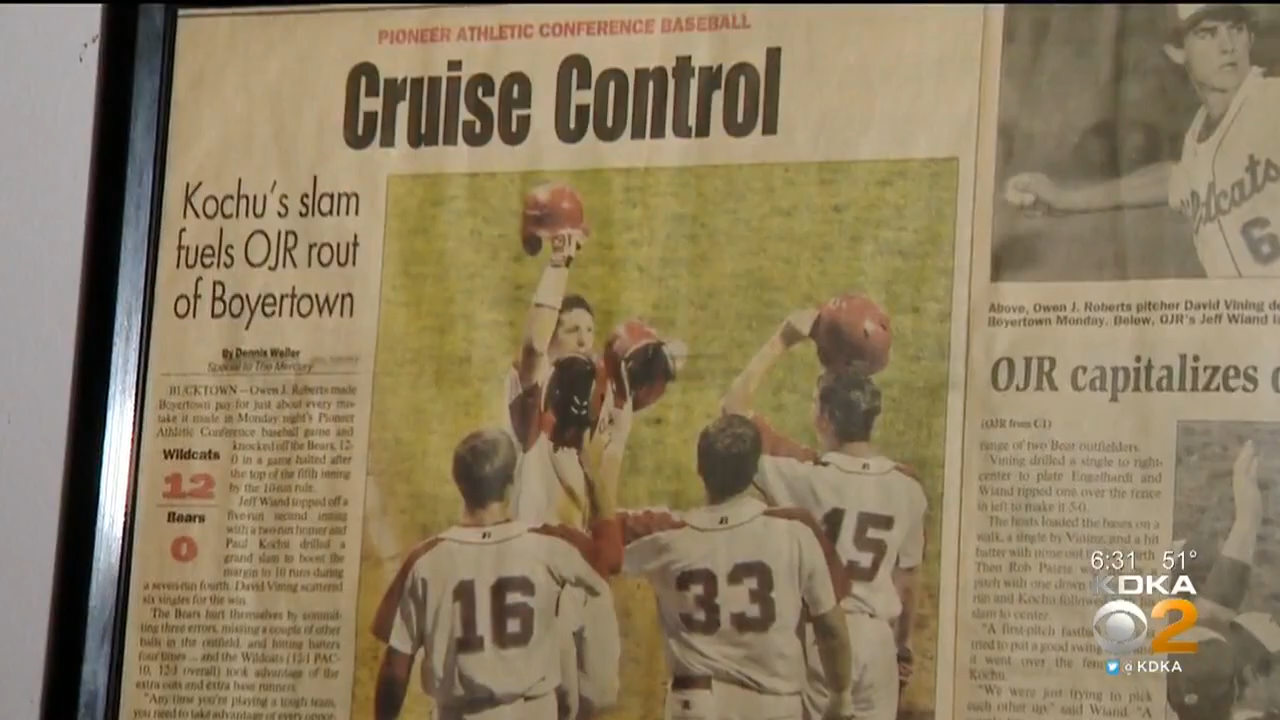 PIONEER ATHLETIC CONFERENCE BASEBALL
Cruise Control
Kochu's slam
fuels OJR rout
of Boyertown
By Dennis Weller
Special to The Mercury
BUCKTOWN — Owen J. Roberts made
Boyertown pay for just about every mis-
take it made in Monday night's Pioneer
Athletic Conference baseball game and
knocked off the Bears, 12-
0 in a game halted after
the top of the fifth inning
by the 10-run rule.
Wildcats
12
Bears
0
Jeff Wiand topped off a
five-run second inning
with a two-run homer and
Paul Kochu drilled a
grand slam to boost the
margin to 10 runs during
a seven-run fourth. David Vining scattered
six singles for the win.
The Bears hurt themselves by commit-
ting three errors, missing a couple of other
balls in the outfield, and hitting batters
four times ... and the Wildcats (12-1 PAC-
10, 12-3 overall) took advantage of the
extra outs and extra base runners.
"Any time you're playing a tough team,
you need to take advantage of every oppor-
16
33
15
Wildcats
6
Above, Owen J. Roberts pitcher David Vining
Boyertown Monday. Below, OJR's Jeff Wiand
OJR capitalizes
(OJR from C1)
range of two Bear outfielders.
Vining drilled a single to right-
center to plate Engelhardt and
Wiand ripped one over the fence
in left to make it 5-0.
The hosts loaded the bases on a
walk, a single by Vining, and a hit
batter with none out
Then Rob
pitch with one down
run and Kochu followed
slam to center.
"A first-pitch fastba
tried to put a good swing
it went over the fen
Kochu.
"We were just trying to pick
each other up," said Wiand. "A
6:31 51°
KDKA
2
@KDKA